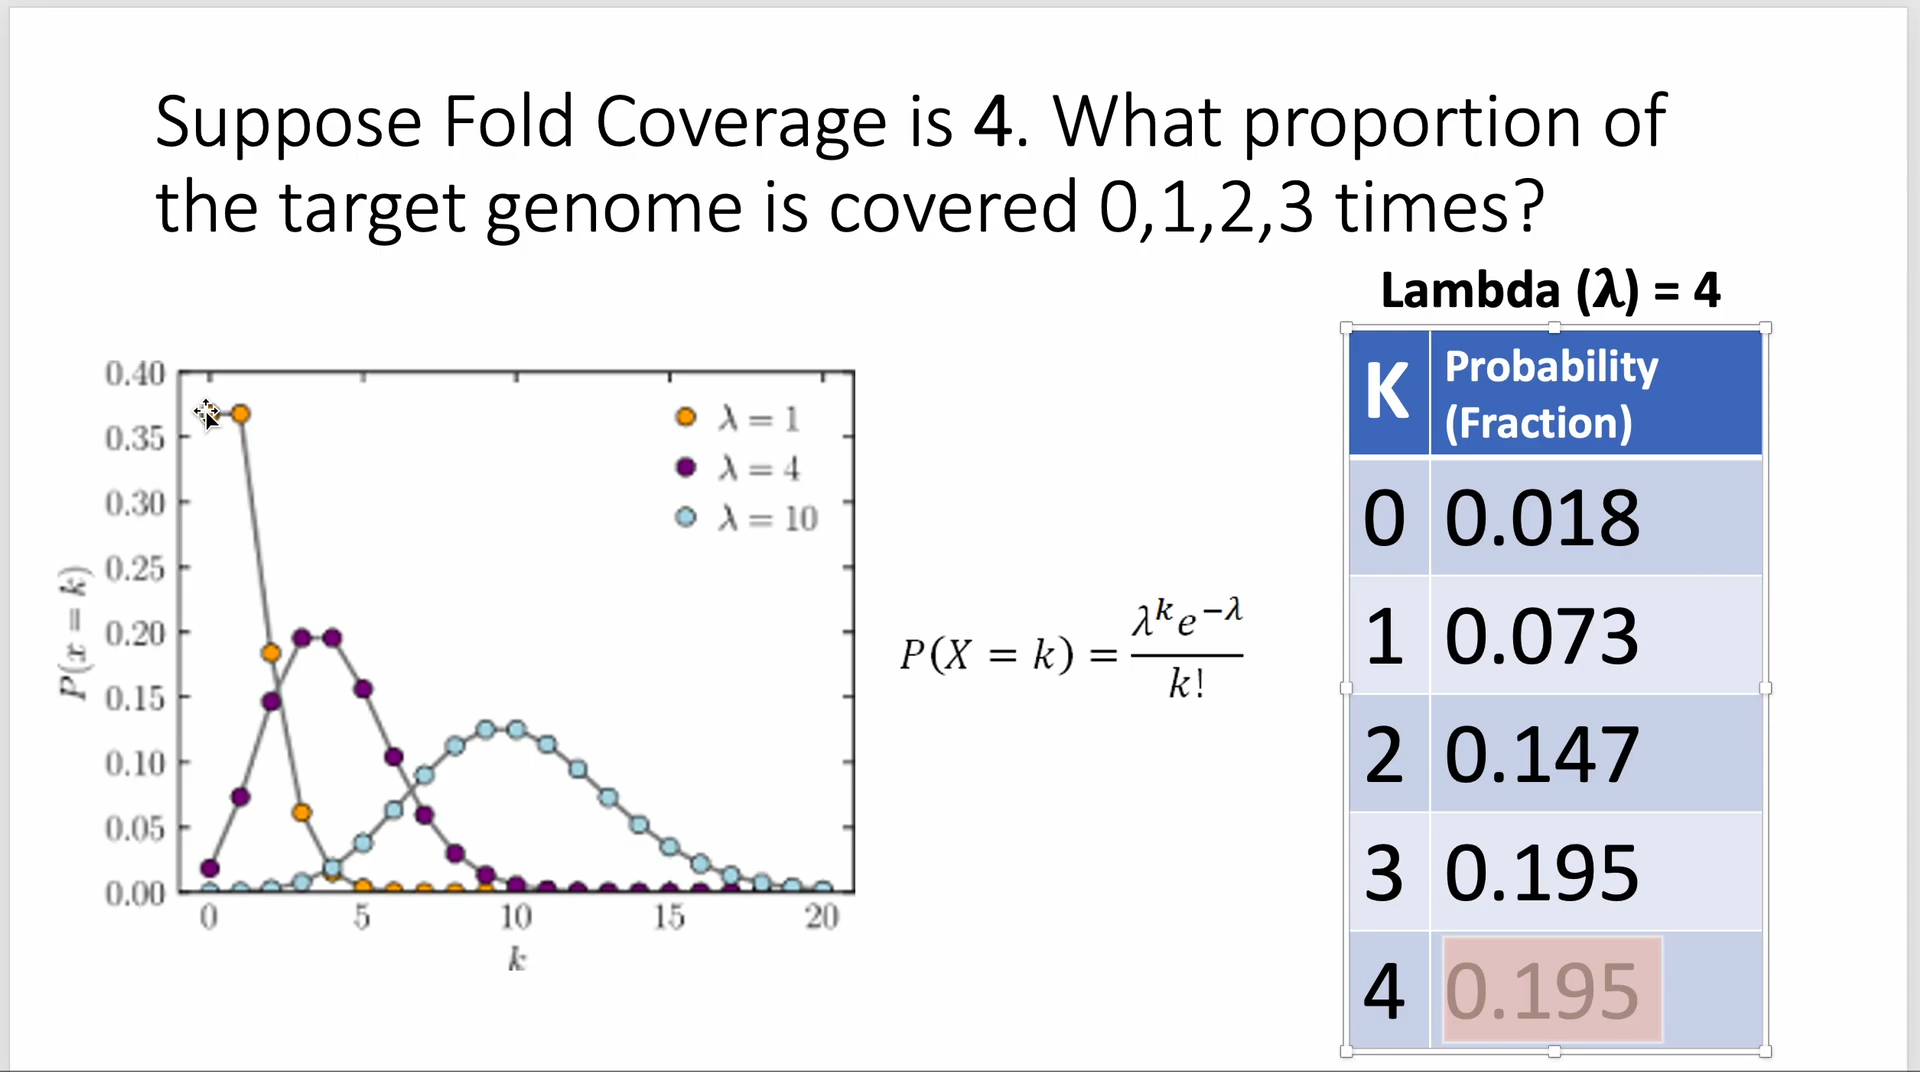 Suppose Fold Coverage is 4. What proportion of
the target genome is covered 0,1,2,3 times?
Lambda (λ) = 4
0.40
0.35
0.30
0.25
0.20
0.15
0.10
0.05
0.00
P(x = k)
0 5 10 15 20
k
λ = 1
λ = 4
λ = 10
P(X = k) = λ^k e^−λ / k!
K Probability
(Fraction)
0 0.018
1 0.073
2 0.147
3 0.195
4 0.195